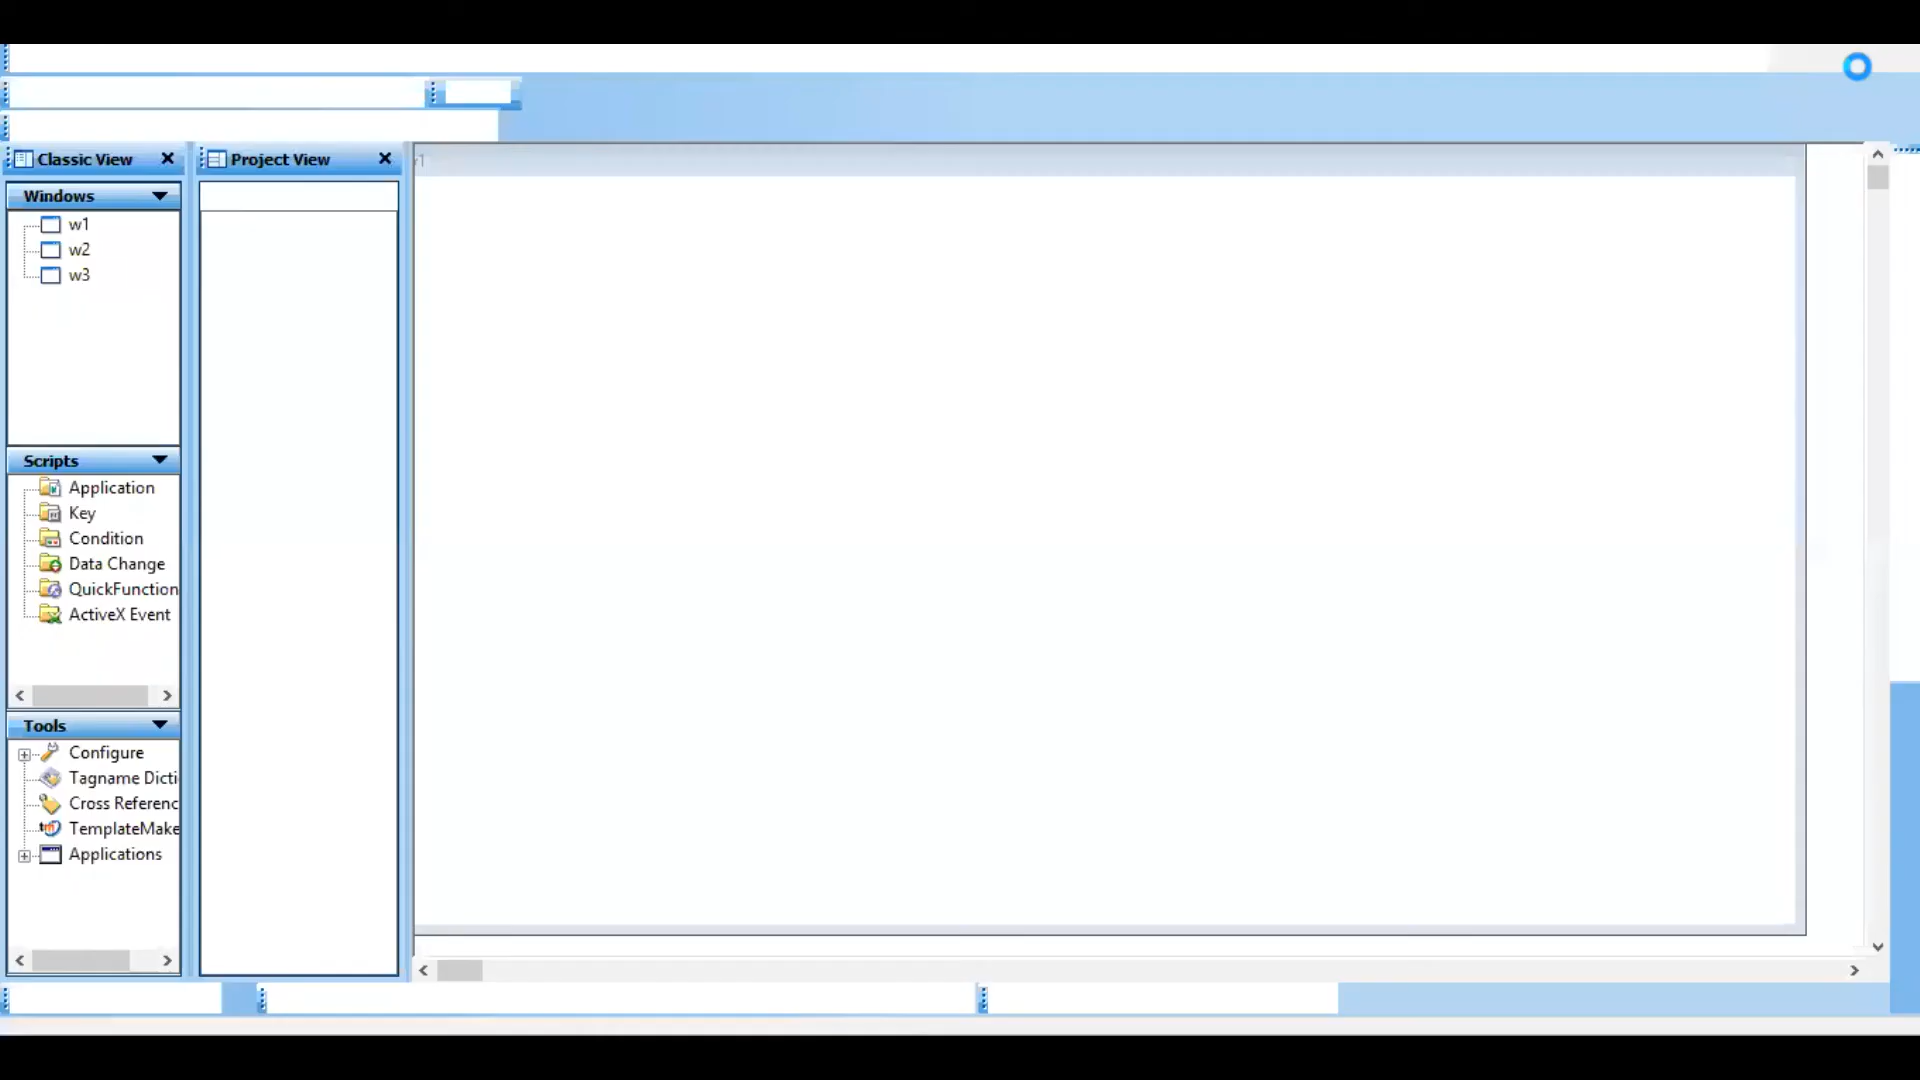 Classic View
Project View
Windows
w1
w2
w3
Scripts
Application
Key
Condition
Data Change
QuickFunction
ActiveX Event
Tools
Configure
Tagname Dicti
Cross Referenc
TemplateMake
Applications